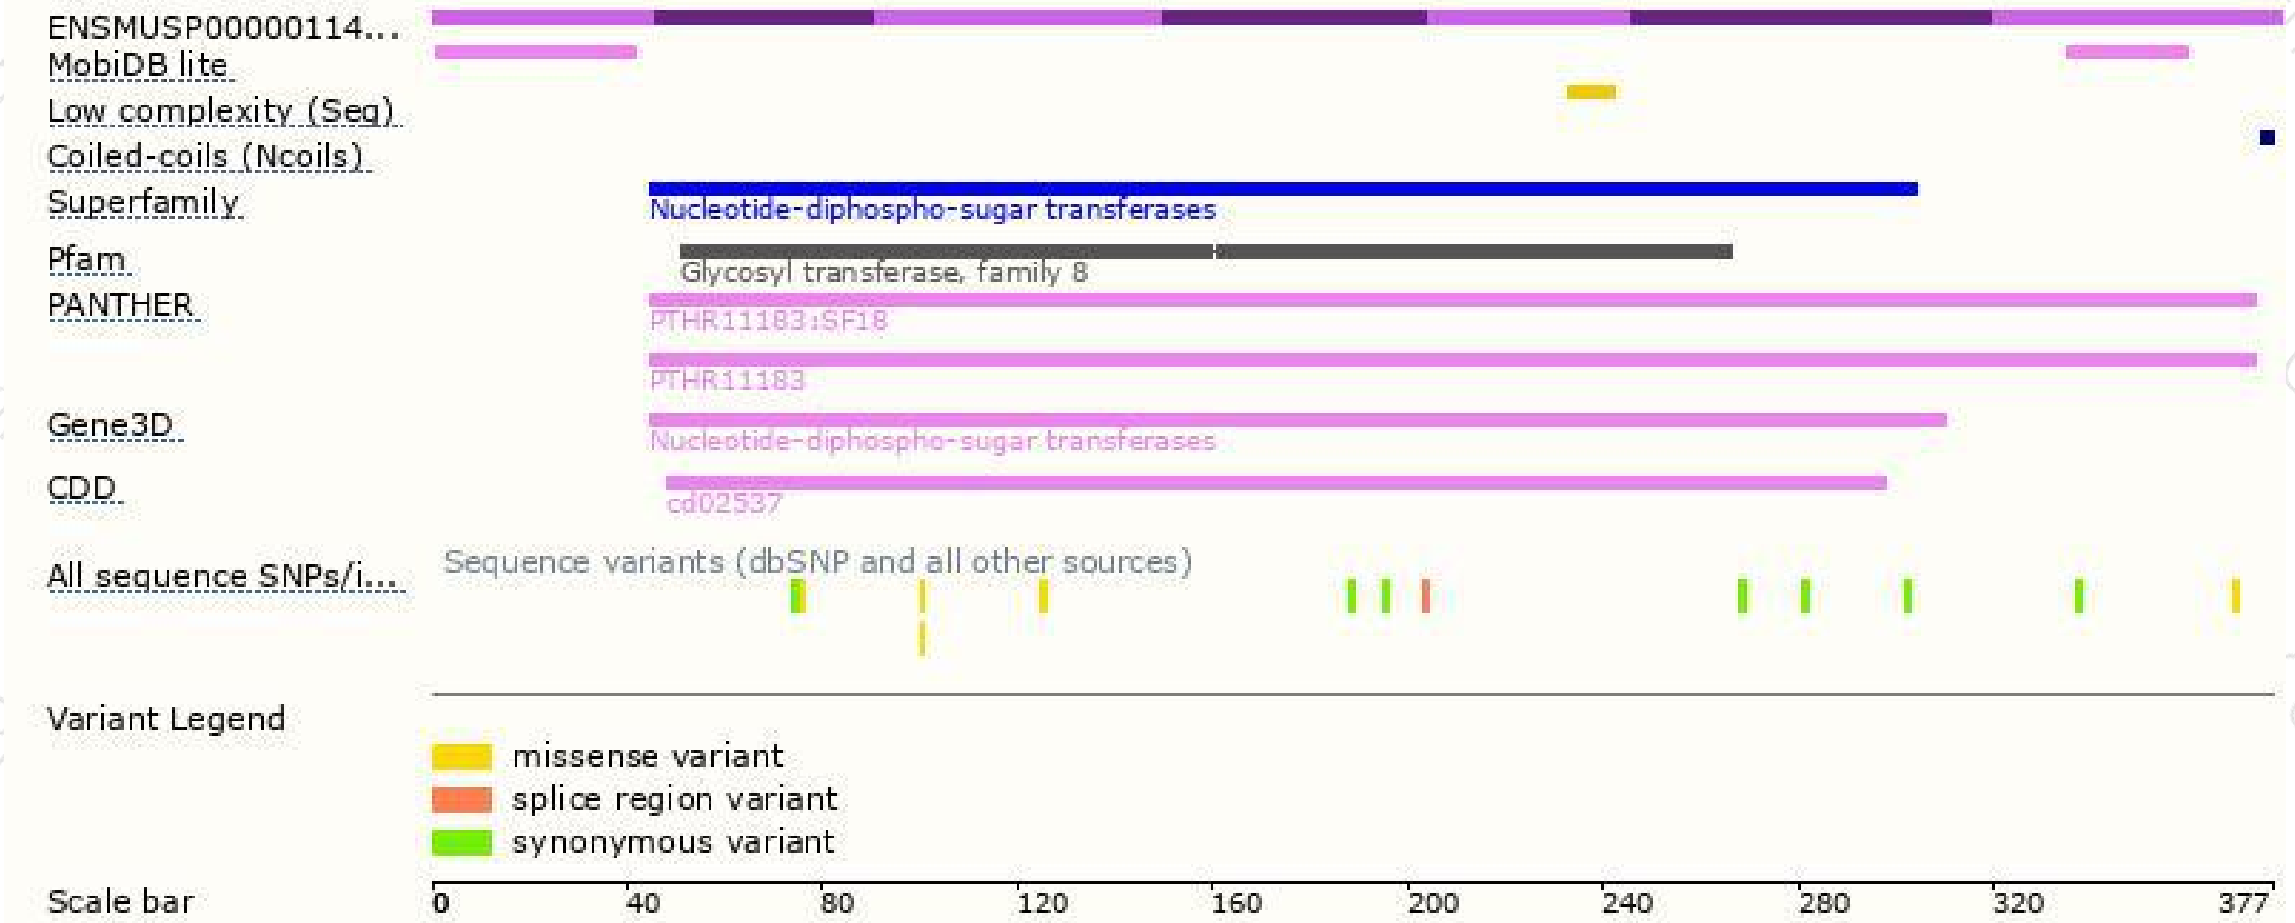 ENSMUSP00000114...
MobiDB lite
Low complexity (Seg)
Coiled-coils (Ncoils)
Superfamily
Nucleotide-diphospho-sugar transferases
Pfam
Glycosyl transferase, family 8
PANTHER
PTHR11183:SF18
PTHR11183
Gene3D
Nucleotide-diphospho-sugar transferases
CDD
cd02537
All sequence SNPs/i...
Sequence variants (dbSNP and all other sources)
Variant Legend
missense variant
splice region variant
synonymous variant
Scale bar
0 40 80 120 160 200 240 280 320 377